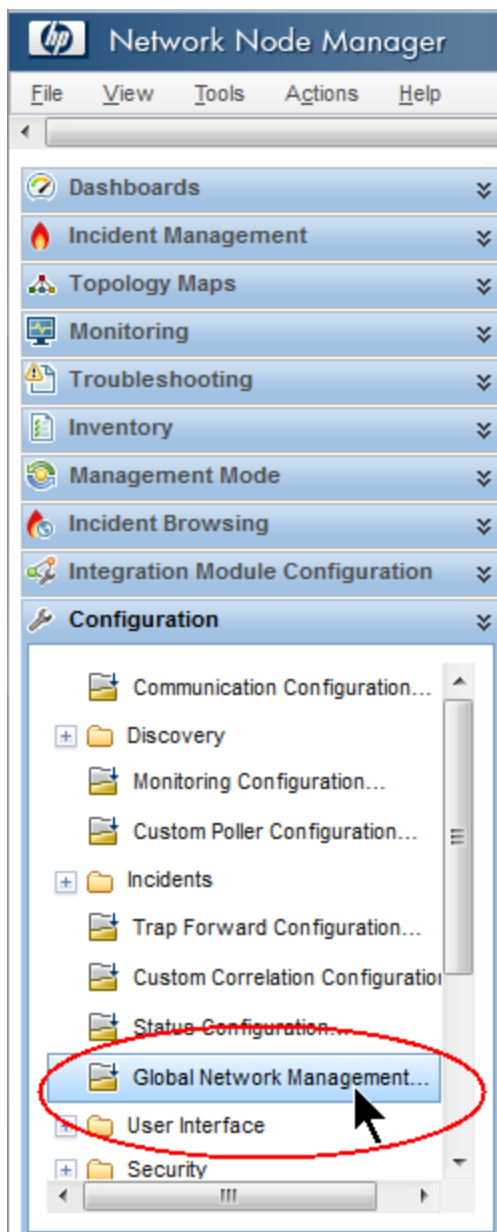 hp Network Node Manager
File View Tools Actions Help
Dashboards
Incident Management
Topology Maps
Monitoring
Troubleshooting
Inventory
Management Mode
Incident Browsing
Integration Module Configuration
Configuration
Communication Configuration...
Discovery
Monitoring Configuration...
Custom Poller Configuration...
Incidents
Trap Forward Configuration...
Custom Correlation Configuration
Status Configuration...
Global Network Management...
User Interface
Security